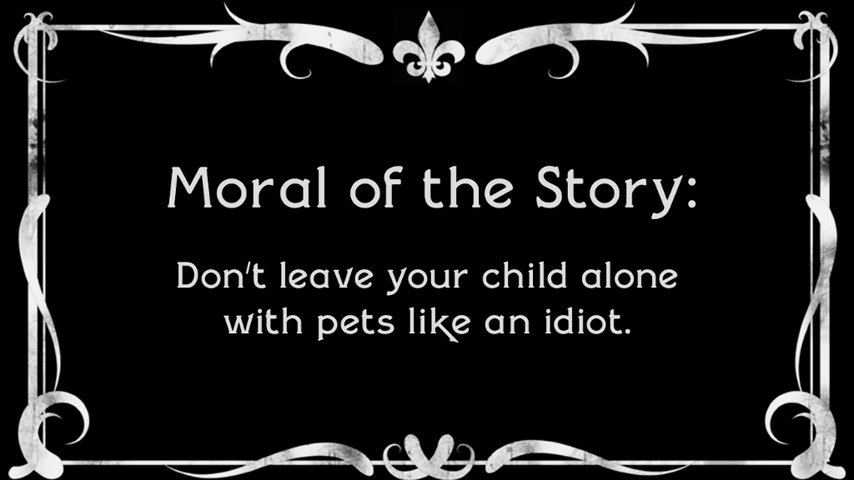 Moral of the Story:
Don't leave your child alone
with pets like an idiot.